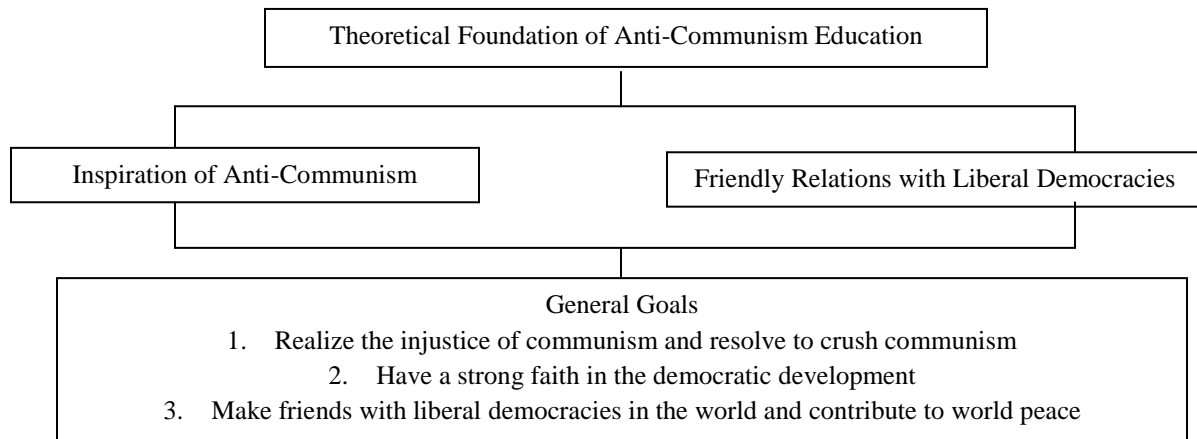 Theoretical Foundation of Anti-Communism Education
Inspiration of Anti-Communism
Friendly Relations with Liberal Democracies
General Goals
1. Realize the injustice of communism and resolve to crush communism
2. Have a strong faith in the democratic development
3. Make friends with liberal democracies in the world and contribute to world peace